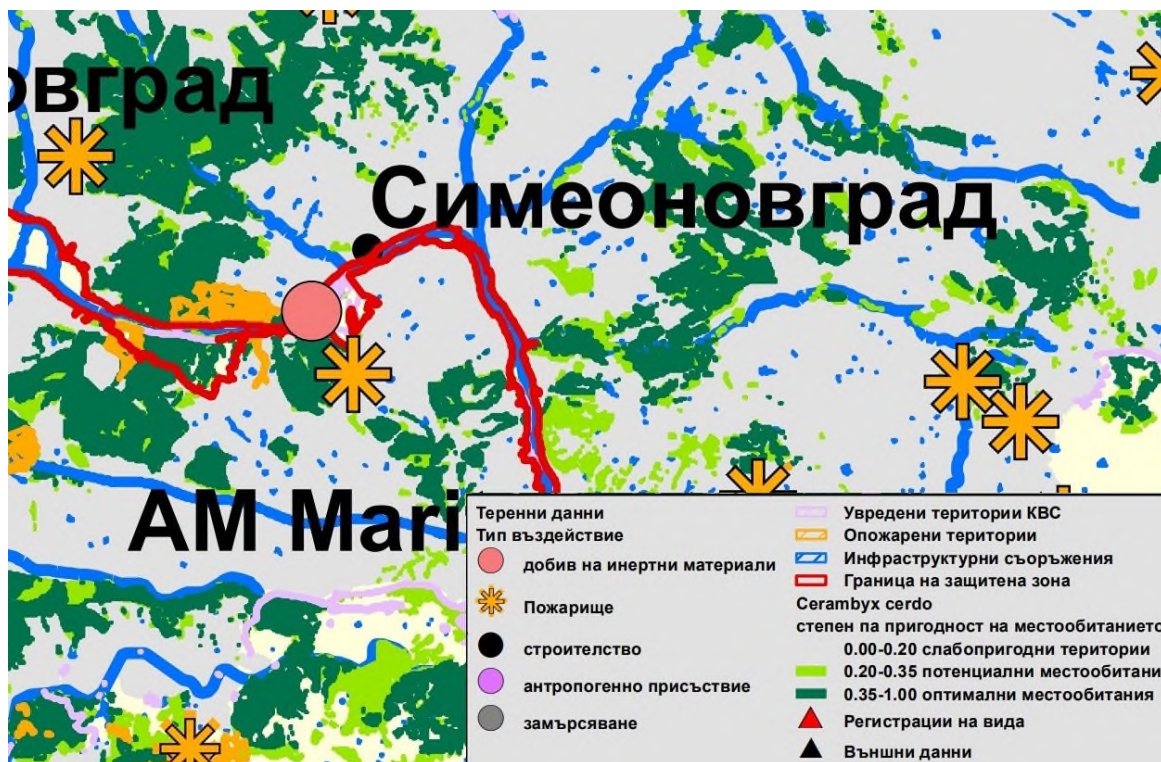 овград
Симеоновград
AM Mari
Теренни данни
Тип въздействие
добив на инертни материали
Пожарище
строителство
антропогенно присъствие
замърсяване
Увредени територии КВС
Опожарени територии
Инфраструктурни съоръжения
Граница на защитена зона
Cerambyx cerdo
степен па пригодност на местообитанието
0.00-0.20 слабопригодни територии
0.20-0.35 потенциални местообитани
0.35-1.00 оптимални местообитания
Регистрации на вида
Външни данни